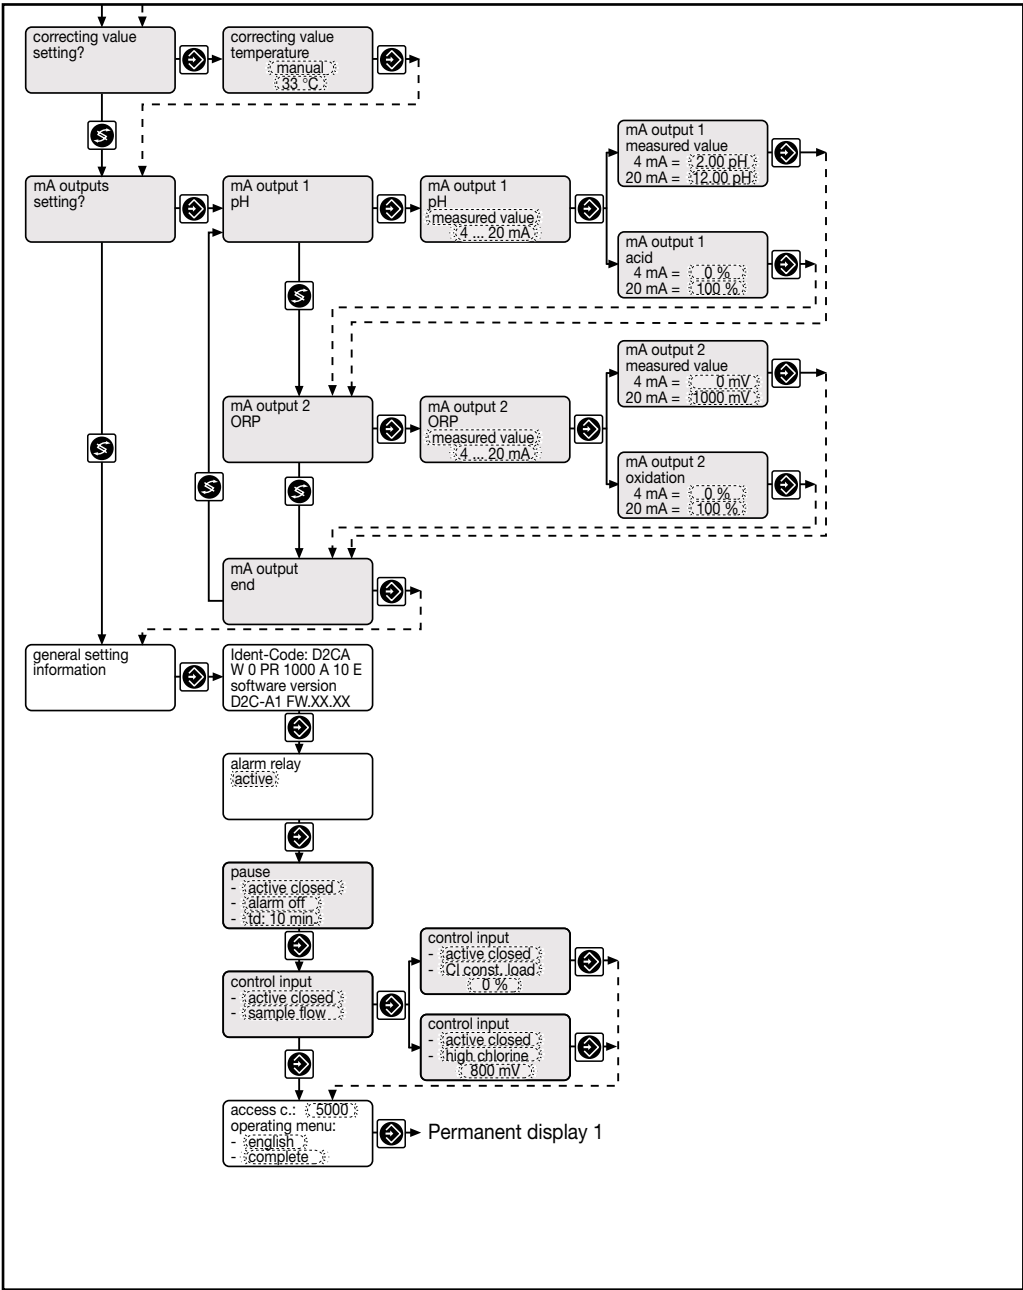 correcting value
setting?
correcting value
temperature
manual
33 °C
mA outputs
setting?
mA output 1
pH
mA output 1
pH
measured value
4 ... 20 mA
mA output 1
measured value
4 mA = 2.00 pH
20 mA = 12.00 pH
mA output 1
acid
4 mA = 0 %
20 mA = 100 %
mA output 2
ORP
mA output 2
ORP
measured value
4 ... 20 mA
mA output 2
measured value
4 mA = 0 mV
20 mA = 1000 mV
mA output 2
oxidation
4 mA = 0 %
20 mA = 100 %
mA output
end
general setting
information
Ident-Code: D2CA
W 0 PR 1000 A 10 E
software version
D2C-A1 FW.XX.XX
alarm relay
active
pause
- active closed
- alarm off
- td: 10 min.
control input
- active closed
- sample flow
control input
- active closed
- Cl const. load
0 %
control input
- active closed
- high chlorine
800 mV
access c.: 5000
operating menu:
- english
- complete
Permanent display 1